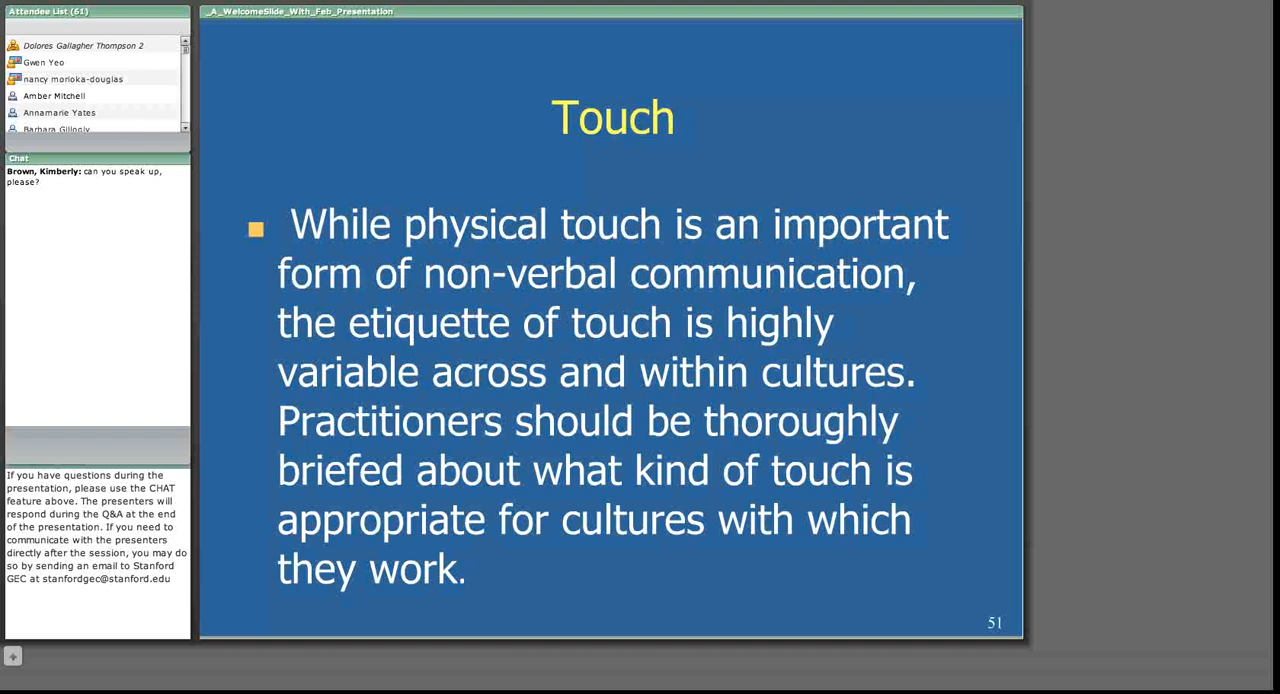 Attendee List (61)
Dolores Gallagher Thompson 2
Gwen Yeo
nancy morioka-douglas
Amber Mitchell
Annamarie Yates
Barbara Gillogly
Chat
Brown, Kimberly: can you speak up,
please?
If you have questions during the
presentation, please use the CHAT
feature above. The presenters will
respond during the Q&A at the end
of the presentation. If you need to
communicate with the presenters
directly after the session, you may do
so by sending an email to Stanford
GEC at stanfordgec@stanford.edu
_A_WelcomeSlide_With_Feb_Presentation
Touch
While physical touch is an important
form of non-verbal communication,
the etiquette of touch is highly
variable across and within cultures.
Practitioners should be thoroughly
briefed about what kind of touch is
appropriate for cultures with which
they work.
51